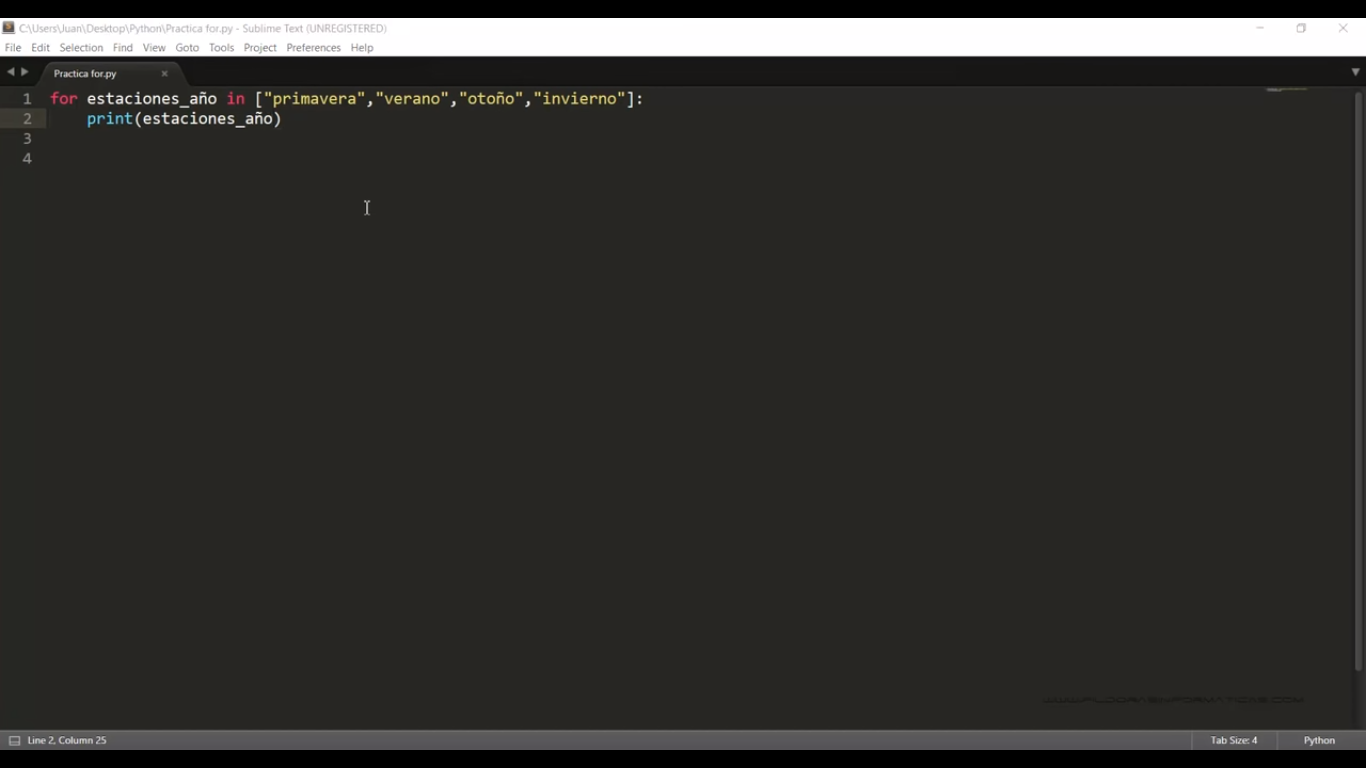 C:\Users\Juan\Desktop\Python\Practica for.py - Sublime Text (UNREGISTERED)
File Edit Selection Find View Goto Tools Project Preferences Help
Practica for.py
1 for estaciones_año in ["primavera","verano","otoño","invierno"]:
2     print(estaciones_año)
3
4
Line 2, Column 25 Tab Size: 4 Python